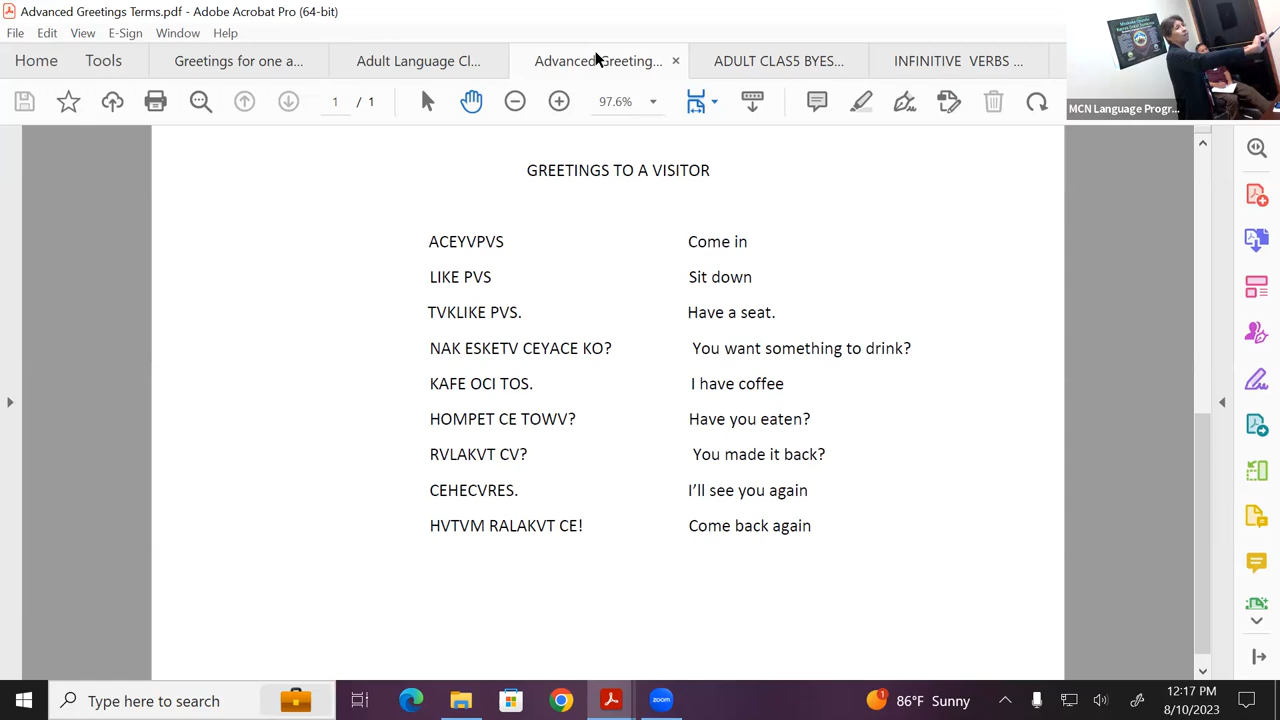 Advanced Greetings Terms.pdf - Adobe Acrobat Pro (64-bit)
File Edit View E-Sign Window Help
Home Tools Greetings for one a... Adult Language Cl... Advanced Greeting... × ADULT CLAS5 BYES... INFINITIVE VERBS ...
1 / 1 97.6%
MCN Language Progr...
GREETINGS TO A VISITOR
ACEYVPVS Come in
LIKE PVS Sit down
TVKLIKE PVS. Have a seat.
NAK ESKETV CEYACE KO? You want something to drink?
KAFE OCI TOS. I have coffee
HOMPET CE TOWV? Have you eaten?
RVLAKVT CV? You made it back?
CEHECVRES. I’ll see you again
HVTVM RALAKVT CE! Come back again
Type here to search
zoom
1 86°F Sunny
12:17 PM
8/10/2023